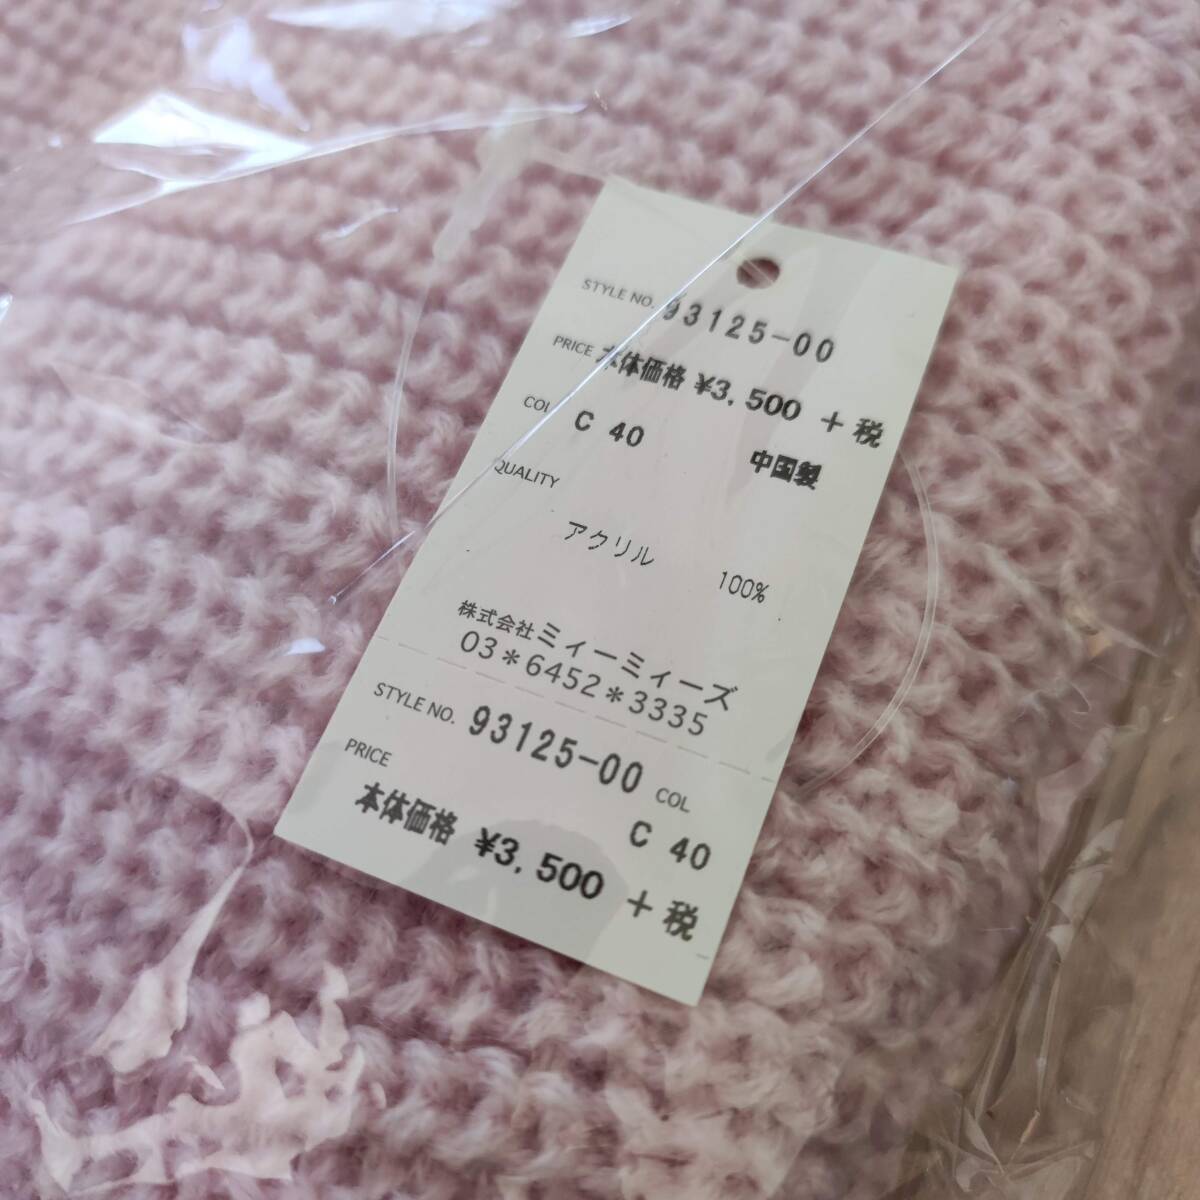 STYLE NO. 93125-00
PRICE 本体価格 ¥3,500 + 税
COL C 40 中国製
QUALITY
アクリル 100%
株式会社ミィーミィーズ
03*6452*3335
STYLE NO. 93125-00 COL
C 40
PRICE
本体価格 ¥3,500 + 税